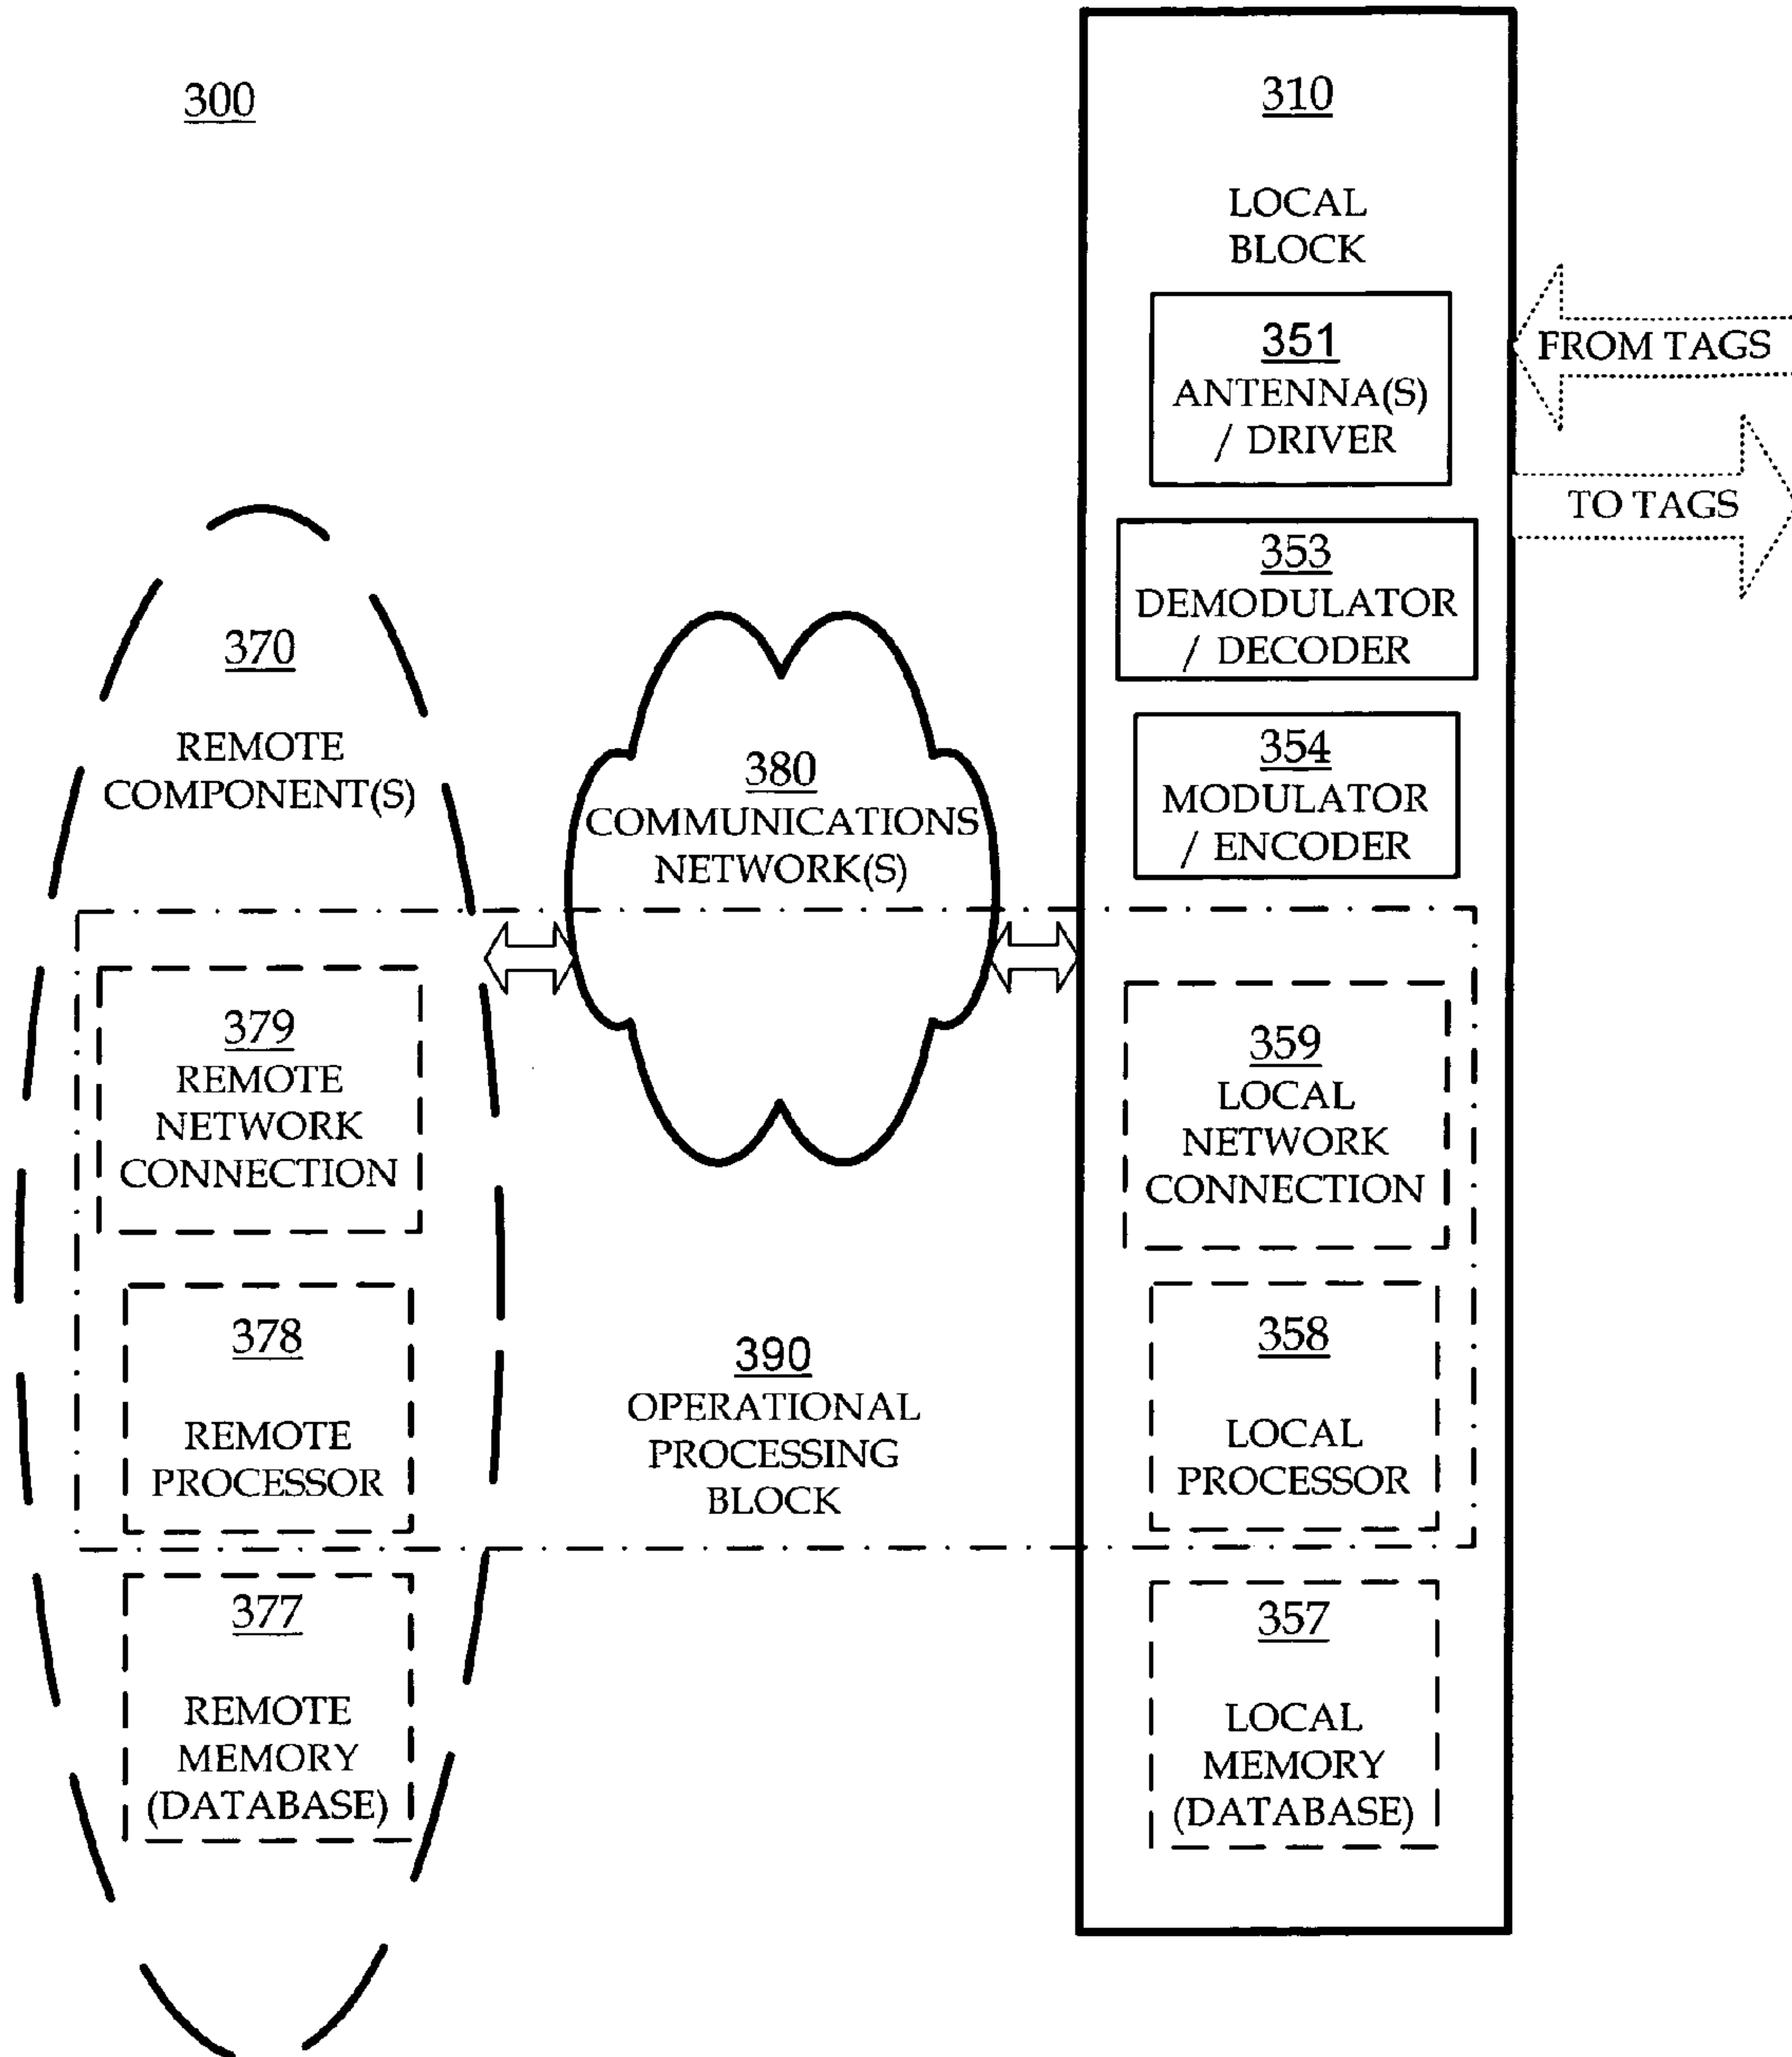 300
310
LOCAL
BLOCK
351
ANTENNA(S)
/ DRIVER
FROM TAGS
TO TAGS
353
DEMODULATOR
/ DECODER
354
MODULATOR
/ ENCODER
370
REMOTE
COMPONENT(S)
380
COMMUNICATIONS
NETWORK(S)
379
REMOTE
NETWORK
CONNECTION
359
LOCAL
NETWORK
CONNECTION
378
REMOTE
PROCESSOR
390
OPERATIONAL
PROCESSING
BLOCK
358
LOCAL
PROCESSOR
377
REMOTE
MEMORY
(DATABASE)
357
LOCAL
MEMORY
(DATABASE)